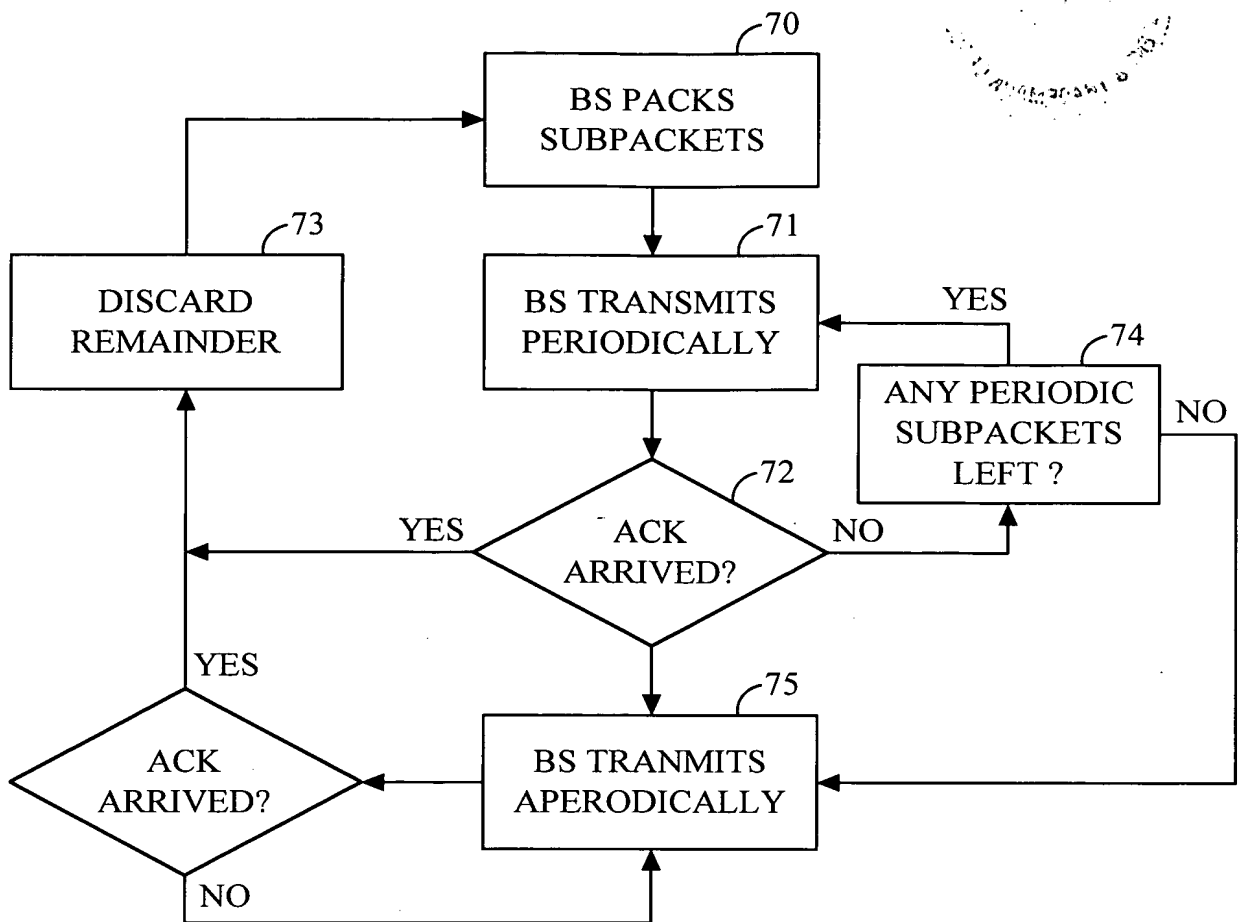 70
BS PACKS
SUBPACKETS
73
DISCARD
REMAINDER
71
BS TRANSMITS
PERIODICALLY
YES
74
ANY PERIODIC
SUBPACKETS
LEFT ?
NO
72
ACK
ARRIVED?
YES
NO
YES
75
BS TRANMITS
APERODICALLY
ACK
ARRIVED?
NO